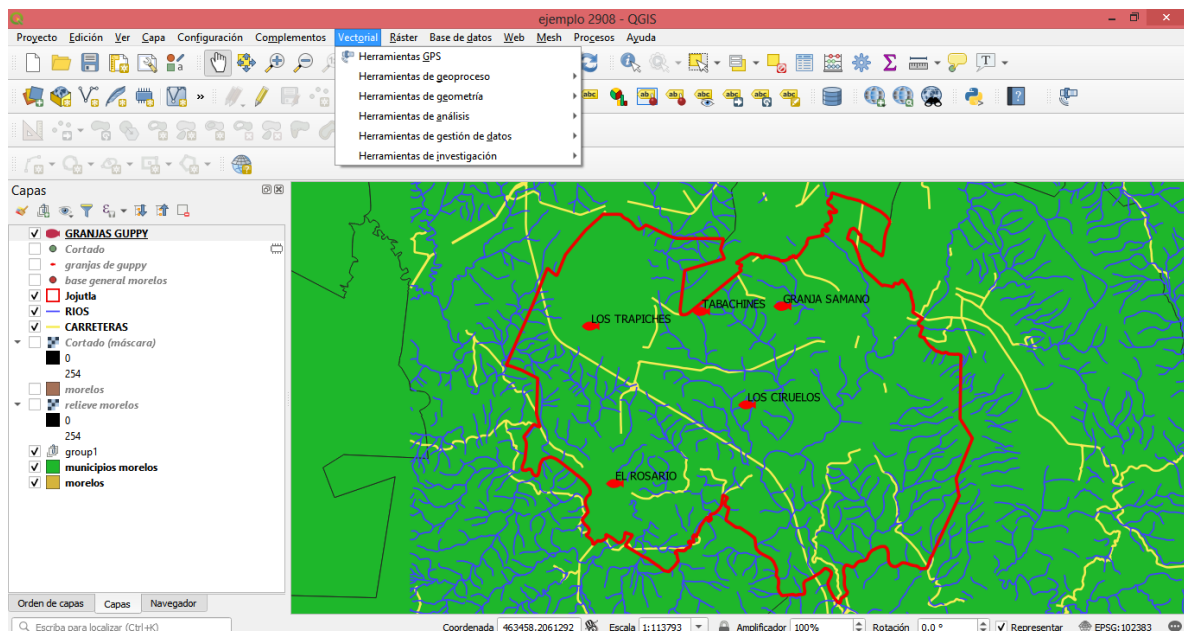 ejemplo 2908 - QGIS
Proyecto Edición Ver Capa Configuración Complementos Vectorial Ráster Base de datos Web Mesh Procesos Ayuda
Herramientas GPS
Herramientas de geoproceso
Herramientas de geometría
Herramientas de análisis
Herramientas de gestión de datos
Herramientas de investigación
Capas
GRANJAS GUPPY
Cortado
granjas de guppy
base general morelos
Jojutla
RIOS
CARRETERAS
Cortado (máscara)
0
254
morelos
relieve morelos
0
254
group1
municipios morelos
morelos
LOS TRAPICHES
TABACHINES
GRANJA SAMANO
LOS CIRUELOS
EL ROSARIO
Orden de capas Capas Navegador
Escriba para localizar (Ctrl+K)
Coordenada 463458.2061292 Escala 1:113793 Amplificador 100% Rotación 0.0 ° Representar EPSG:102383